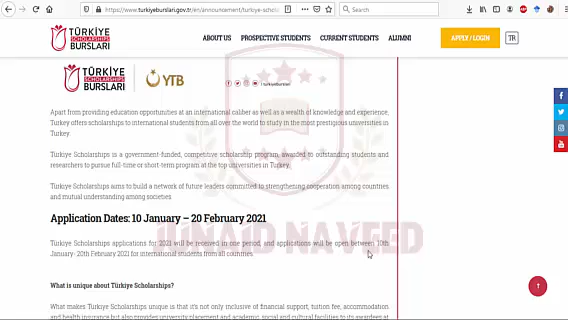 https://www.turkiyeburslari.gov.tr/en/announcement/turkiye-schol
Search
TÜRKİYE
SCHOLARSHIPS
BURSLARI
ABOUT US
PROSPECTIVE STUDENTS
CURRENT STUDENTS
ALUMNI
APPLY / LOGIN
TR
TÜRKİYE
SCHOLARSHIPS
BURSLARI
YTB
Apart from providing education opportunities at an international caliber as well as a wealth of knowledge and experience,
Turkey offers scholarships to international students from all over the world to study in the most prestigious universities in
Turkey.
Türkiye Scholarships is a government-funded, competitive scholarship program, awarded to outstanding students and
researchers to pursue full-time or short-term program at the top universities in Turkey.
Türkiye Scholarships aims to build a network of future leaders committed to strengthening cooperation among countries
and mutual understanding among societies
Application Dates: 10 January – 20 February 2021
JUNAID NAVEED
Türkiye Scholarships applications for 2021 will be received in one period, and applications will be open between 10th
January- 20th February 2021 for international students from all countries.
What is unique about Türkiye Scholarships?
What makes Türkiye Scholarships unique is that it's not only inclusive of financial support, tuition fee, accommodation
and health insurance but also provides university placement and academic, social and cultural facilities to its awardees at